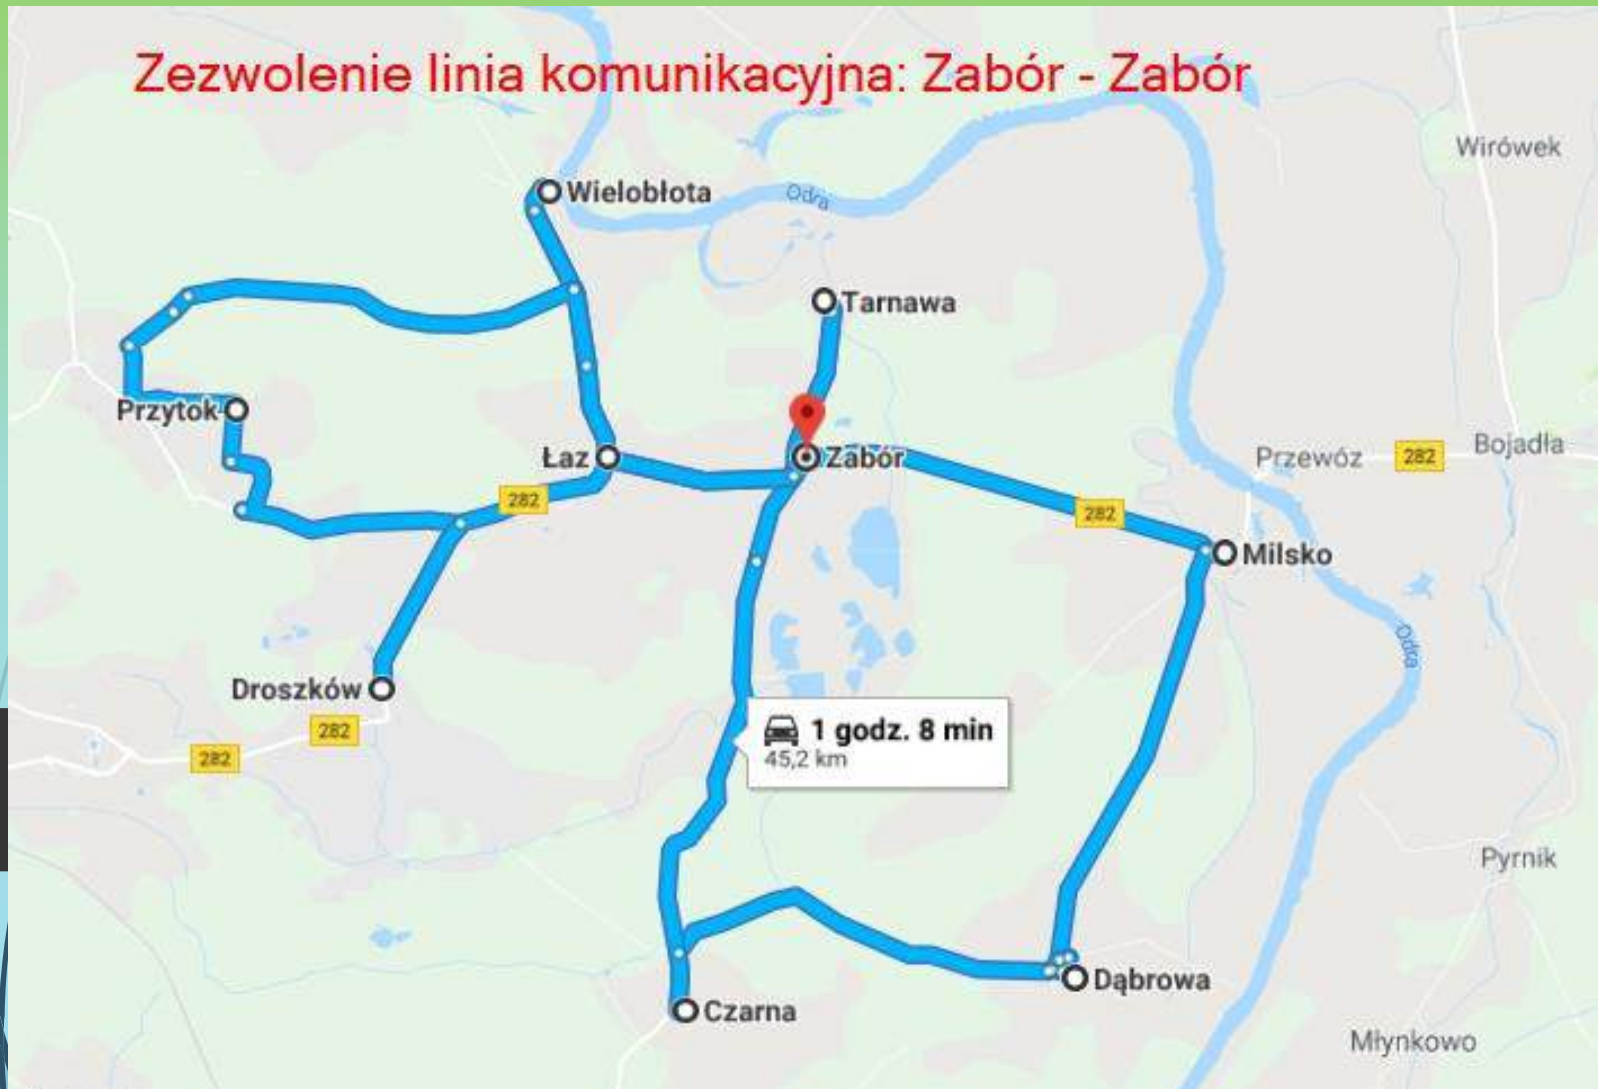 Zezwolenie linia komunikacyjna: Zabór - Zabór
Wirówek
Wielobłota
Odra
Tarnawa
Przytok
Łaz
Zabór
Przewóz
282
Bojadła
282
282
Milsko
Odra
Droszków
282
282
1 godz. 8 min
45,2 km
Pyrnik
Dąbrowa
Czarna
Młynkowo